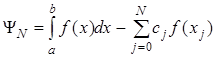 Ψ_N = ∫_a^b f(x)dx − ∑_{j=0}^{N} c_j f(x_j)